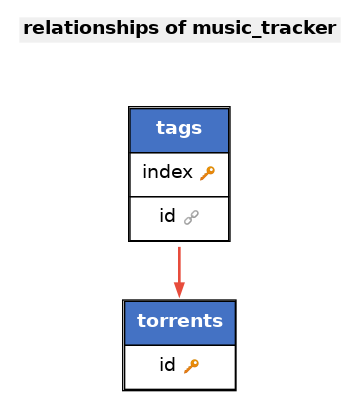 relationships of music_tracker
tags
index
id
torrents
id